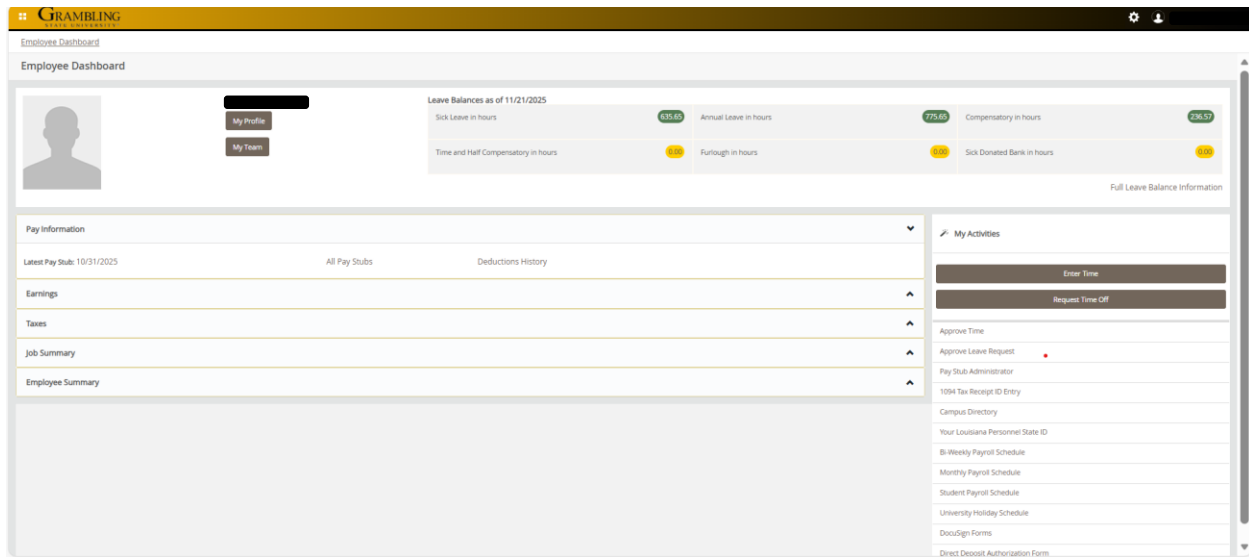 GRAMBLING
STATE UNIVERSITY
Employee Dashboard
Employee Dashboard
My Profile
My Team
Leave Balances as of 11/21/2025
Sick Leave in hours 635.65 Annual Leave in hours 775.65 Compensatory in hours 236.57
Time and Half Compensatory in hours 0.00 Furlough in hours 0.00 Sick Donated Bank in hours 0.00
Full Leave Balance Information
Pay Information
Latest Pay Stub: 10/31/2025 All Pay Stubs Deductions History
Earnings
Taxes
Job Summary
Employee Summary
My Activities
Enter Time
Request Time Off
Approve Time
Approve Leave Request
Pay Stub Administrator
1094 Tax Receipt ID Entry
Campus Directory
Your Louisiana Personnel State ID
Bi-Weekly Payroll Schedule
Monthly Payroll Schedule
Student Payroll Schedule
University Holiday Schedule
DocuSign Forms
Direct Deposit Authorization Form